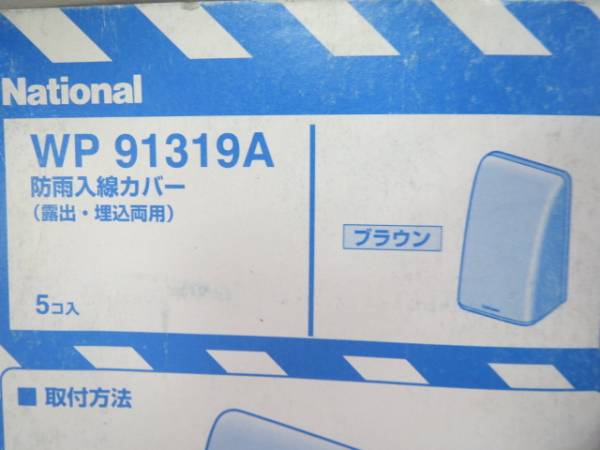 National
WP 91319A
防雨入線カバー
（露出・埋込両用）
ブラウン
5コ入
■ 取付方法